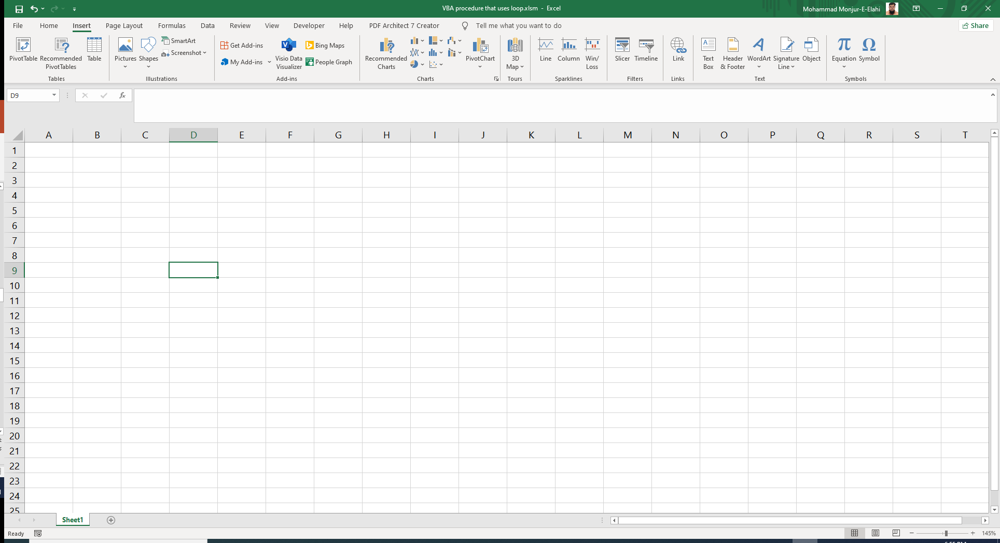 VBA procedure that uses loop.xlsm - Excel
Mohammad Monjur-E-Elahi
File Home Insert Page Layout Formulas Data Review View Developer Help PDF Architect 7 Creator Tell me what you want to do Share
PivotTable Recommended PivotTables Table
Tables
Pictures Shapes SmartArt Screenshot
Illustrations
Get Add-ins My Add-ins Visio Data Visualizer Bing Maps People Graph
Add-ins
Recommended Charts PivotChart
Charts
3D Map
Tours
Line Column Win/Loss
Sparklines
Slicer Timeline
Filters
Link
Links
Text Box Header & Footer WordArt Signature Line Object
Text
Equation Symbol
Symbols
D9 fx
A B C D E F G H I J K L M N O P Q R S T
1
2
3
4
5
6
7
8
9
10
11
12
13
14
15
16
17
18
19
20
21
22
23
24
25
Sheet1
Ready 145%